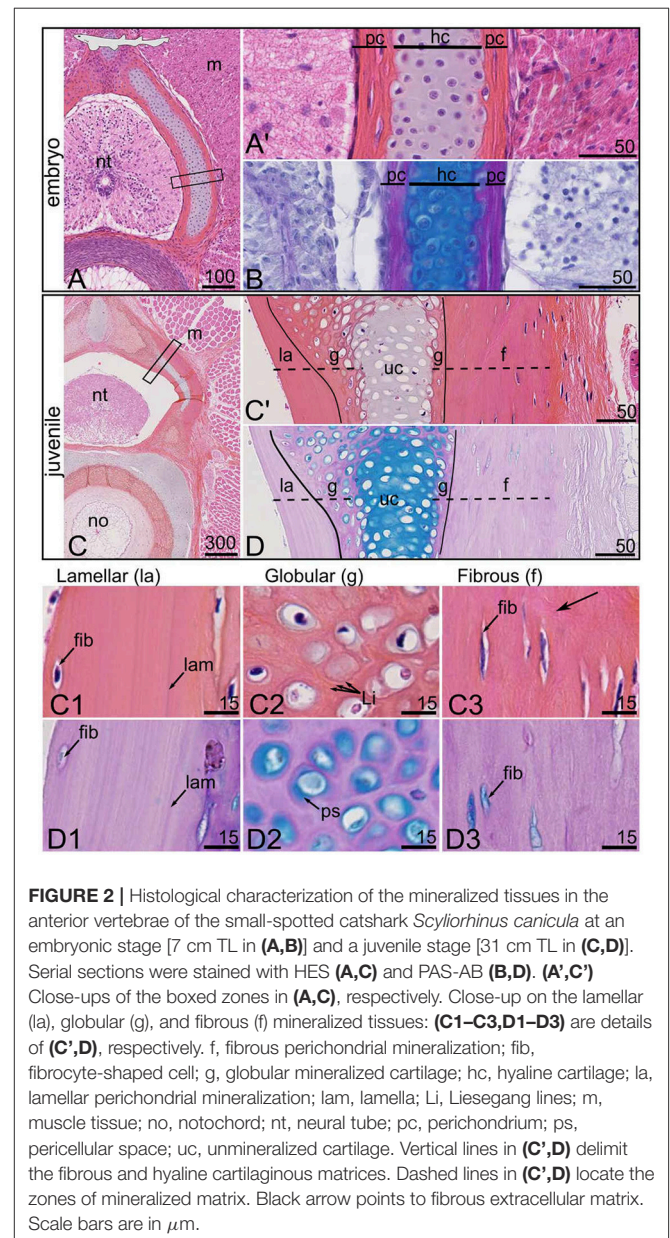 embryo
m
nt
A
100
pc hc pc
A'
50
pc hc pc
B
50
juvenile
m
nt
no
C
300
la g uc g f
C'
50
la g uc g f
D
50
Lamellar (la) Globular (g) Fibrous (f)
fib
lam
C1
15
Li
C2
15
fib
C3
15
fib
lam
D1
15
ps
D2
15
fib
D3
15
FIGURE 2 | Histological characterization of the mineralized tissues in the
anterior vertebrae of the small-spotted catshark Scyliorhinus canicula at an
embryonic stage [7 cm TL in (A,B)] and a juvenile stage [31 cm TL in (C,D)].
Serial sections were stained with HES (A,C) and PAS-AB (B,D). (A',C')
Close-ups of the boxed zones in (A,C), respectively. Close-up on the lamellar
(la), globular (g), and fibrous (f) mineralized tissues: (C1–C3,D1–D3) are details
of (C',D), respectively. f, fibrous perichondrial mineralization; fib,
fibrocyte-shaped cell; g, globular mineralized cartilage; hc, hyaline cartilage; la,
lamellar perichondrial mineralization; lam, lamella; Li, Liesegang lines; m,
muscle tissue; no, notochord; nt, neural tube; pc, perichondrium; ps,
pericellular space; uc, unmineralized cartilage. Vertical lines in (C',D) delimit
the fibrous and hyaline cartilaginous matrices. Dashed lines in (C',D) locate the
zones of mineralized matrix. Black arrow points to fibrous extracellular matrix.
Scale bars are in μm.